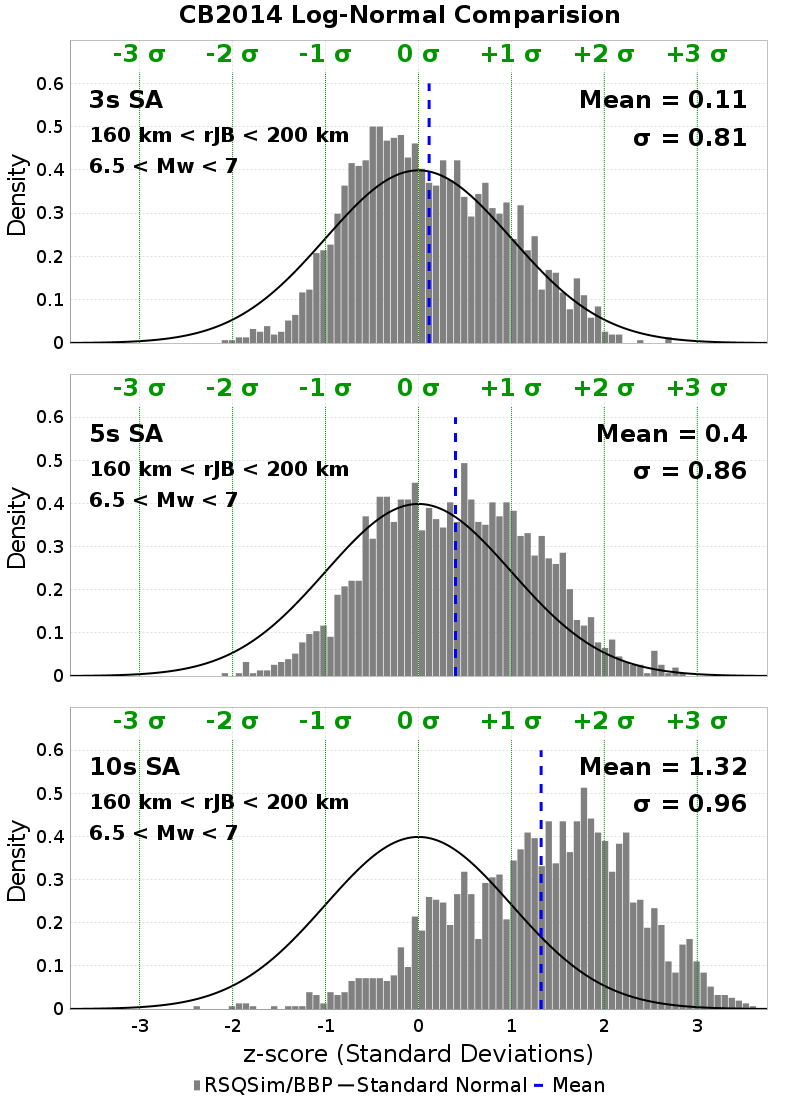 CB2014 Log-Normal Comparision
-3 σ -2 σ -1 σ 0 σ +1 σ +2 σ +3 σ
3s SA
Mean = 0.11
160 km < rJB < 200 km
σ = 0.81
6.5 < Mw < 7
0.6
0.5
0.4
0.3
0.2
0.1
0
Density
-3 σ -2 σ -1 σ 0 σ +1 σ +2 σ +3 σ
5s SA
Mean = 0.4
160 km < rJB < 200 km
σ = 0.86
6.5 < Mw < 7
0.6
0.5
0.4
0.3
0.2
0.1
0
Density
-3 σ -2 σ -1 σ 0 σ +1 σ +2 σ +3 σ
10s SA
Mean = 1.32
160 km < rJB < 200 km
σ = 0.96
6.5 < Mw < 7
0.6
0.5
0.4
0.3
0.2
0.1
0
Density
-3 -2 -1 0 1 2 3
z-score (Standard Deviations)
RSQSim/BBP Standard Normal Mean